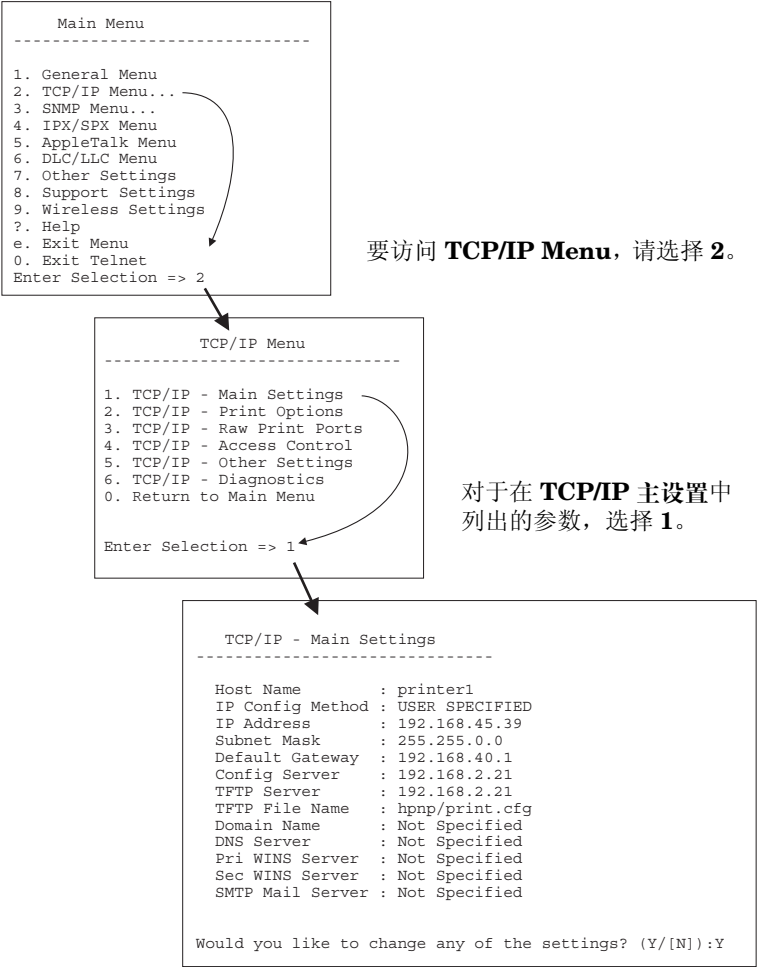 Main Menu
-------------------------------
1. General Menu
2. TCP/IP Menu...
3. SNMP Menu...
4. IPX/SPX Menu
5. AppleTalk Menu
6. DLC/LLC Menu
7. Other Settings
8. Support Settings
9. Wireless Settings
?. Help
e. Exit Menu
0. Exit Telnet
Enter Selection => 2
要访问 TCP/IP Menu，请选择 2。
TCP/IP Menu
-------------------------------
1. TCP/IP - Main Settings
2. TCP/IP - Print Options
3. TCP/IP - Raw Print Ports
4. TCP/IP - Access Control
5. TCP/IP - Other Settings
6. TCP/IP - Diagnostics
0. Return to Main Menu
Enter Selection => 1
对于在 TCP/IP 主设置中
列出的参数，选择 1。
TCP/IP - Main Settings
-------------------------------
Host Name : printer1
IP Config Method : USER SPECIFIED
IP Address : 192.168.45.39
Subnet Mask : 255.255.0.0
Default Gateway : 192.168.40.1
Config Server : 192.168.2.21
TFTP Server : 192.168.2.21
TFTP File Name : hpnp/print.cfg
Domain Name : Not Specified
DNS Server : Not Specified
Pri WINS Server : Not Specified
Sec WINS Server : Not Specified
SMTP Mail Server : Not Specified
Would you like to change any of the settings? (Y/[N]):Y